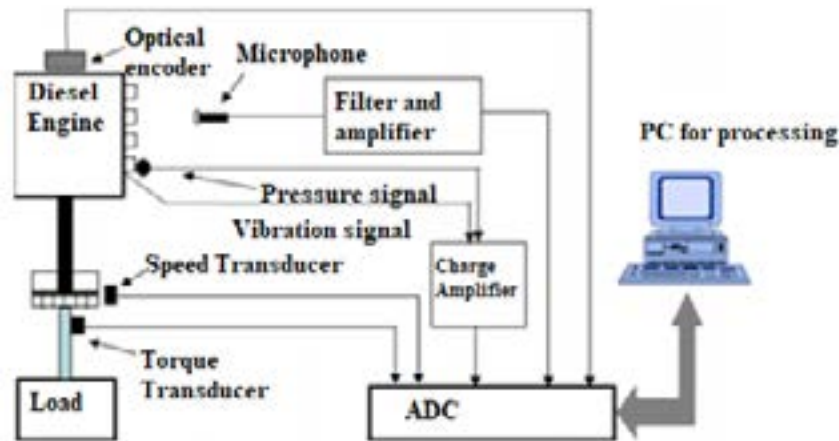 Optical
encoder
Microphone
Diesel
Engine
Filter and
amplifier
PC for processing
Pressure signal
Vibration signal
Speed Transducer
Charge
Amplifier
Torque
Transducer
Load
ADC